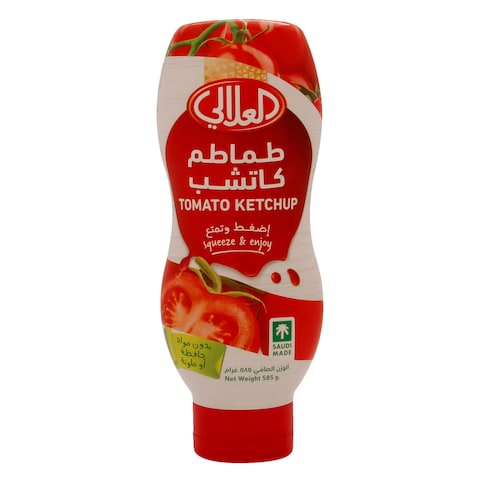 العلالي
طماطم
كاتشب
TOMATO KETCHUP
إضغط وتمتع
squeeze & enjoy
بدون مواد
حافظة
أو ملونة
SAUDI
MADE
الوزن الصافي ٥٨٥ غرام
Net Weight 585 g.